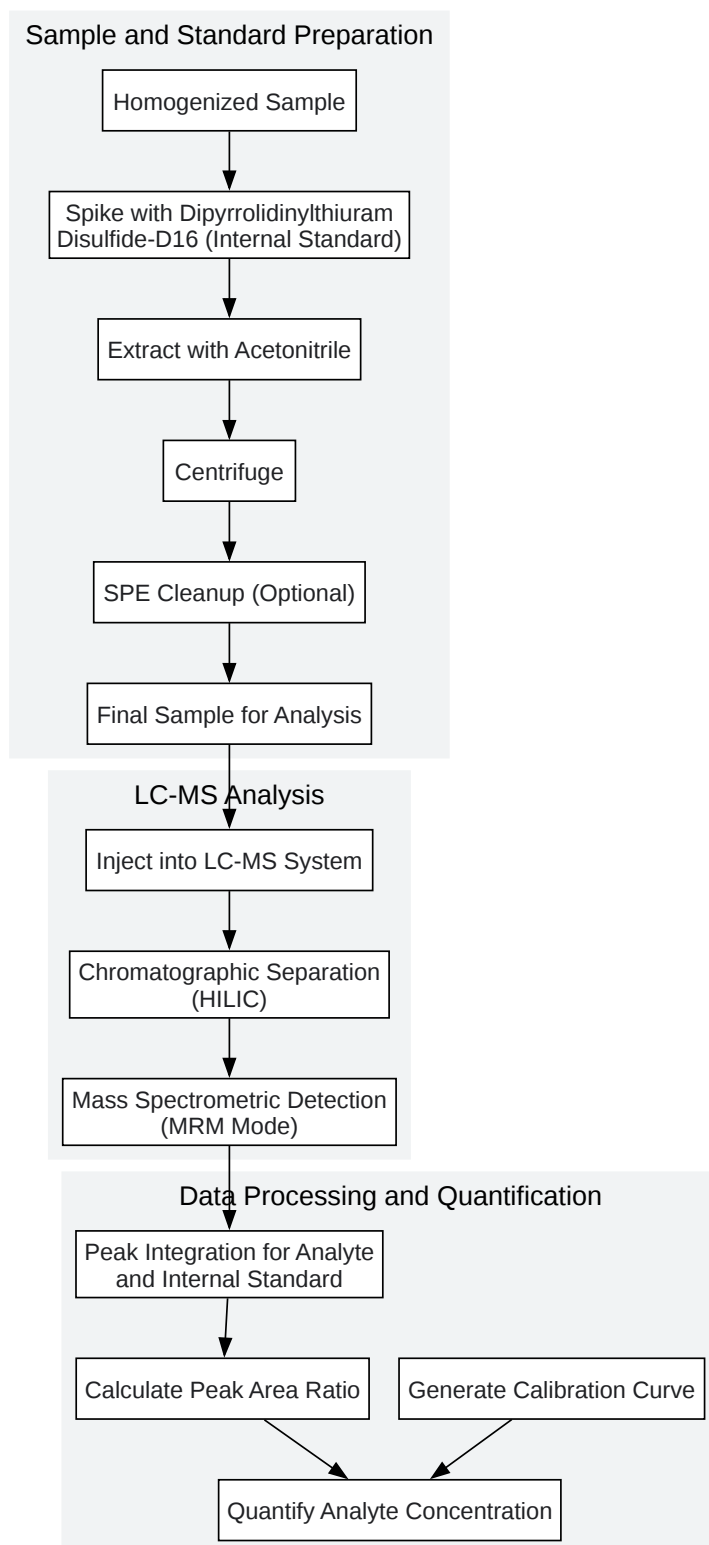 Sample and Standard Preparation
Homogenized Sample
Spike with Dipyrrolidinylthiuram
Disulfide-D16 (Internal Standard)
Extract with Acetonitrile
Centrifuge
SPE Cleanup (Optional)
Final Sample for Analysis
LC-MS Analysis
Inject into LC-MS System
Chromatographic Separation
(HILIC)
Mass Spectrometric Detection
(MRM Mode)
Data Processing and Quantification
Peak Integration for Analyte
and Internal Standard
Calculate Peak Area Ratio
Generate Calibration Curve
Quantify Analyte Concentration